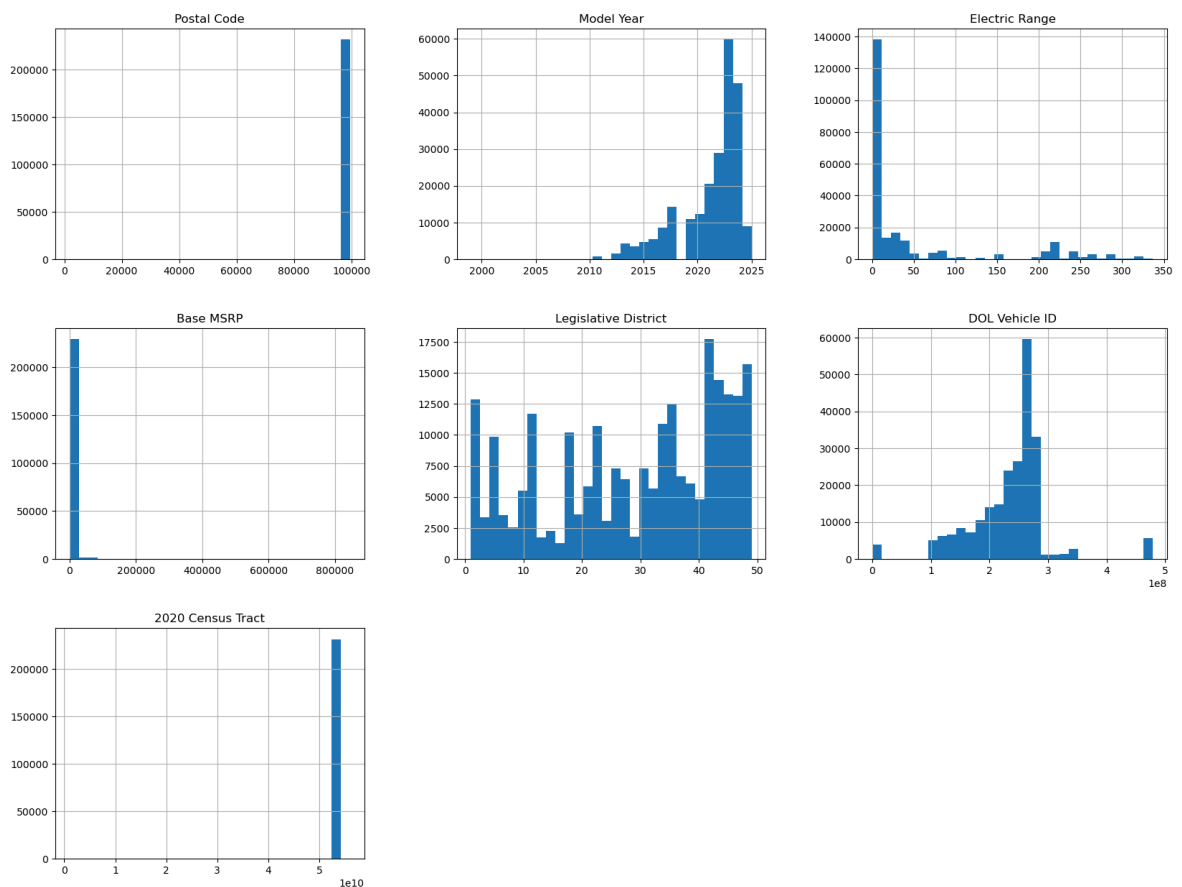 Postal Code
200000
150000
100000
50000
0
0 20000 40000 60000 80000 100000
Model Year
60000
50000
40000
30000
20000
10000
0
2000 2005 2010 2015 2020 2025
Electric Range
140000
120000
100000
80000
60000
40000
20000
0
0 50 100 150 200 250 300 350
Base MSRP
200000
150000
100000
50000
0
0 200000 400000 600000 800000
Legislative District
17500
15000
12500
10000
7500
5000
2500
0
0 10 20 30 40 50
DOL Vehicle ID
60000
50000
40000
30000
20000
10000
0
0 1 2 3 4 5
1e8
2020 Census Tract
200000
150000
100000
50000
0
0 1 2 3 4 5
1e10